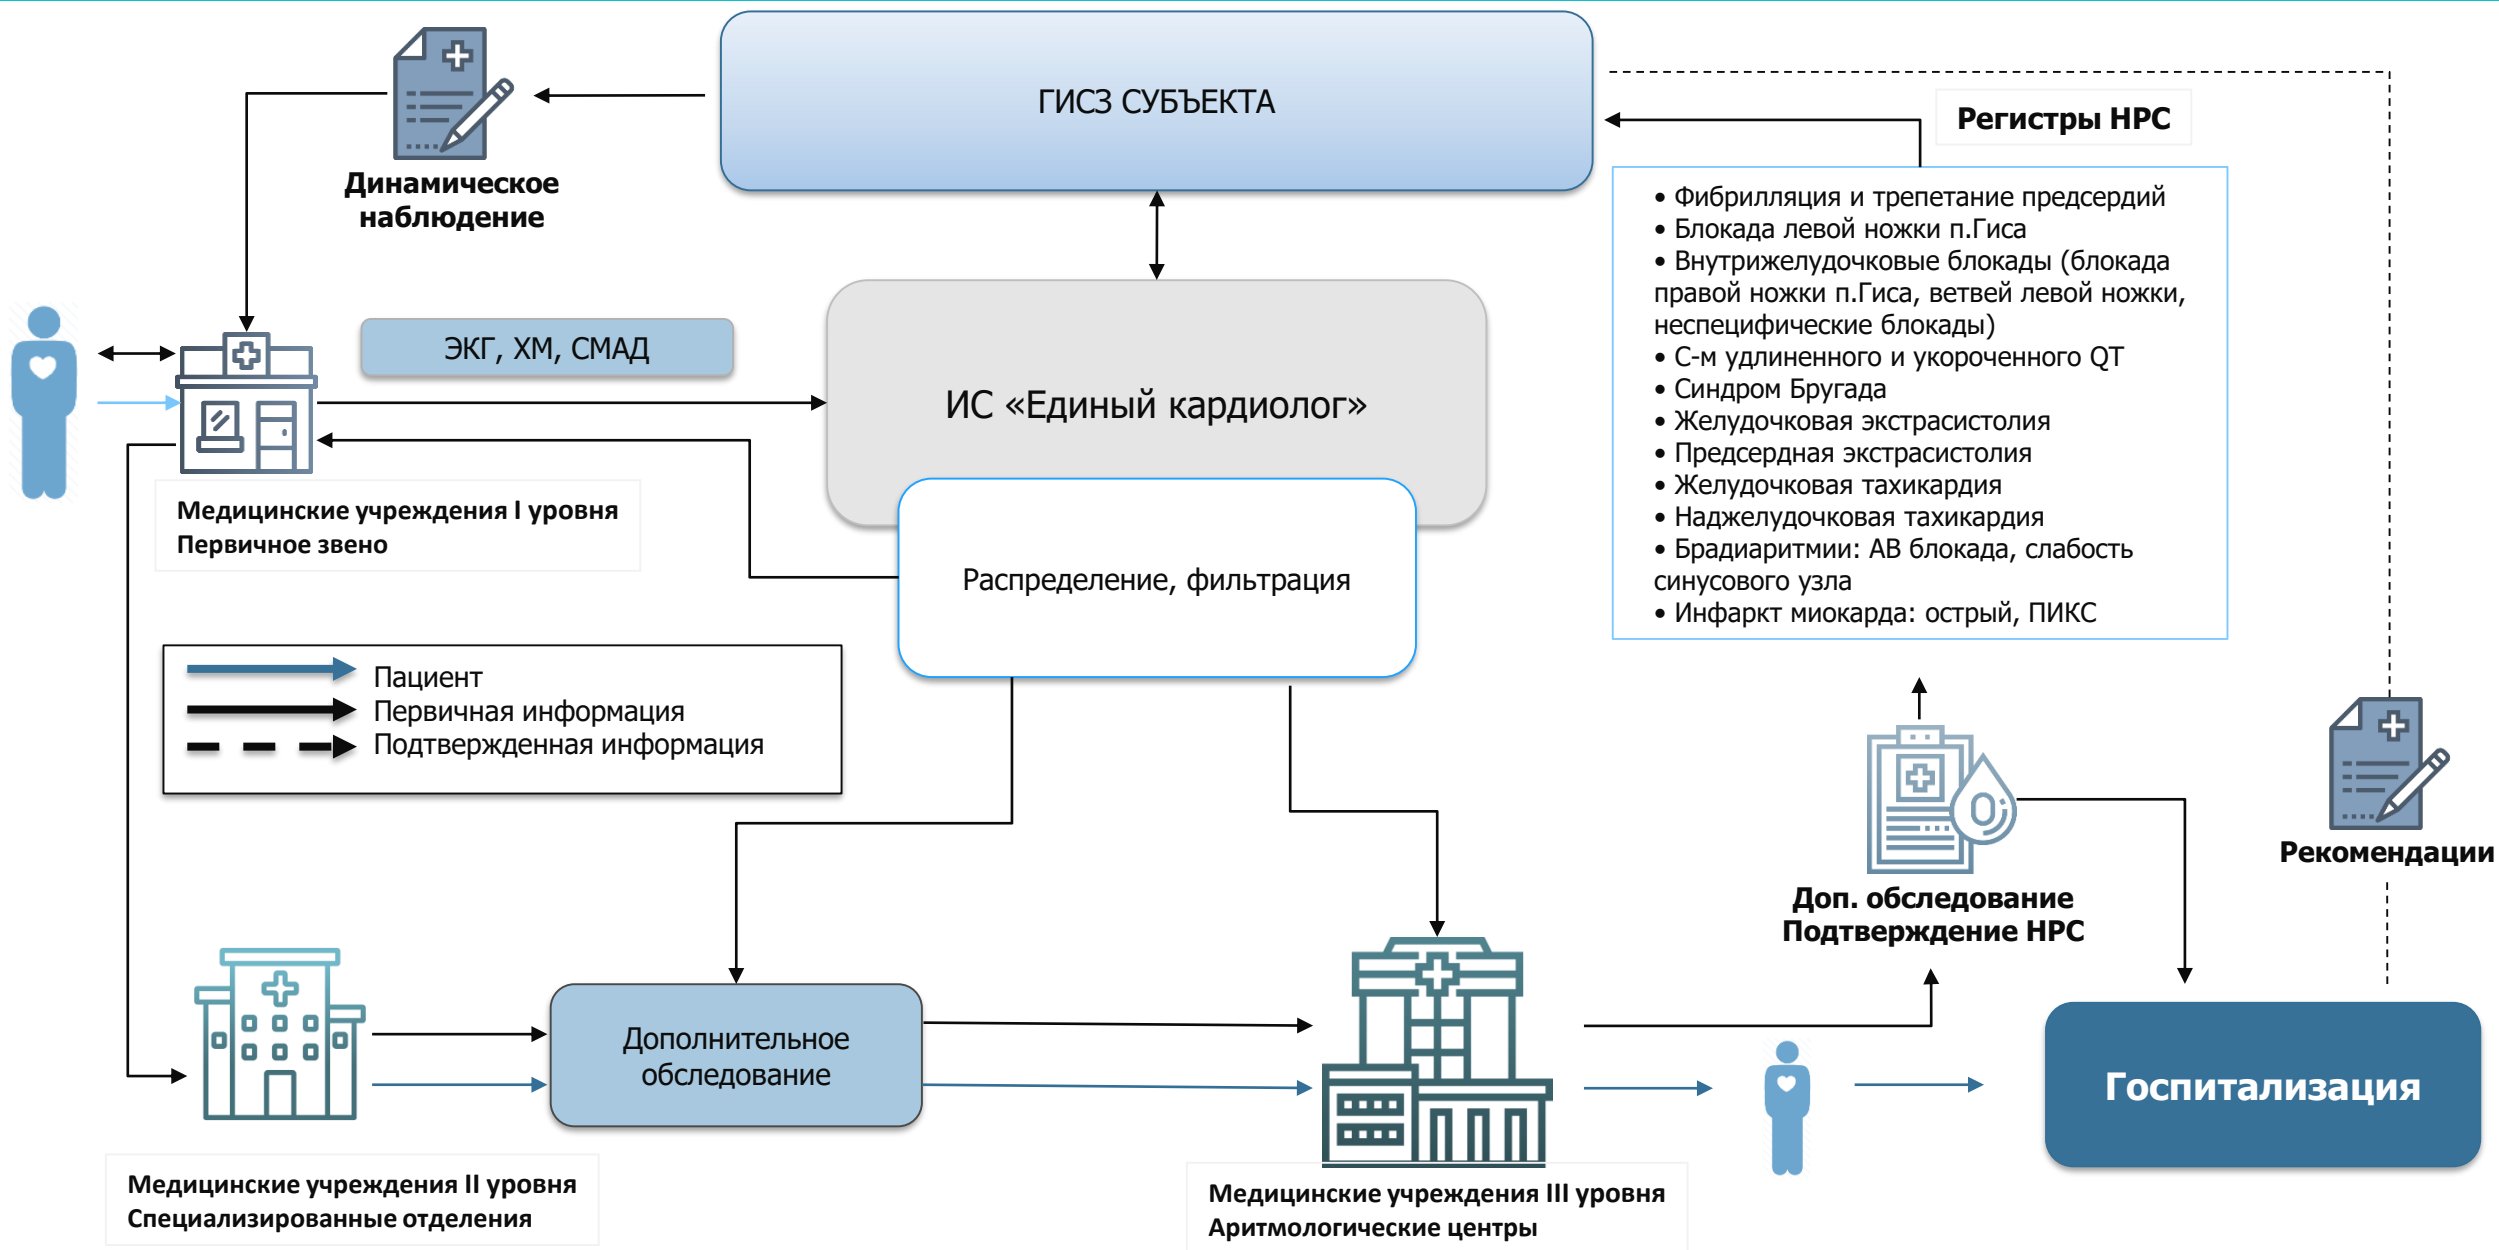 ГИСЗ СУБЪЕКТА
Регистры НРС
Динамическое
наблюдение
• Фибрилляция и трепетание предсердий
• Блокада левой ножки п.Гиса
• Внутрижелудочковые блокады (блокада
правой ножки п.Гиса, ветвей левой ножки,
неспецифические блокады)
• С-м удлиненного и укороченного QT
• Синдром Бругада
• Желудочковая экстрасистолия
• Предсердная экстрасистолия
• Желудочковая тахикардия
• Наджелудочковая тахикардия
• Брадиаритмии: АВ блокада, слабость
синусового узла
• Инфаркт миокарда: острый, ПИКС
ЭКГ, ХМ, СМАД
ИС «Единый кардиолог»
Медицинские учреждения I уровня
Первичное звено
Распределение, фильтрация
Пациент
Первичная информация
Подтвержденная информация
Рекомендации
Доп. обследование
Подтверждение НРС
Дополнительное
обследование
Госпитализация
Медицинские учреждения II уровня
Специализированные отделения
Медицинские учреждения III уровня
Аритмологические центры